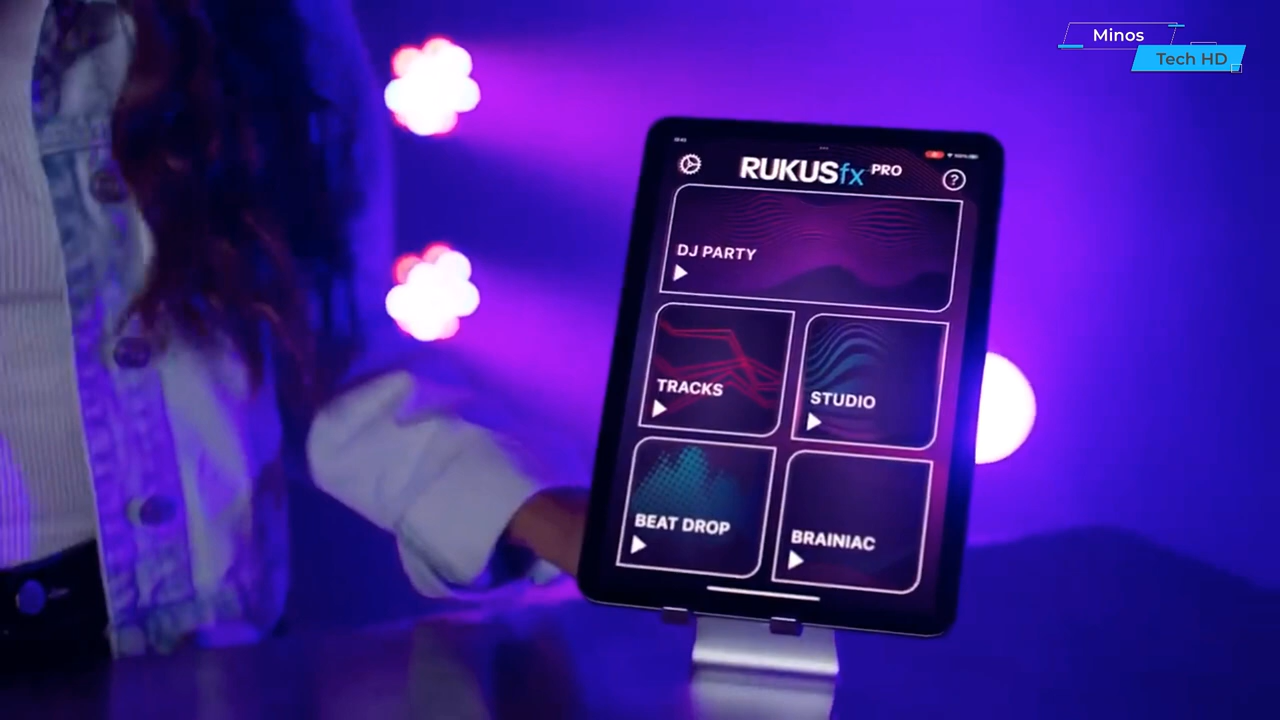 Minos
Tech HD
RUKUSfx PRO
?
DJ PARTY
TRACKS
STUDIO
BEAT DROP
BRAINIAC